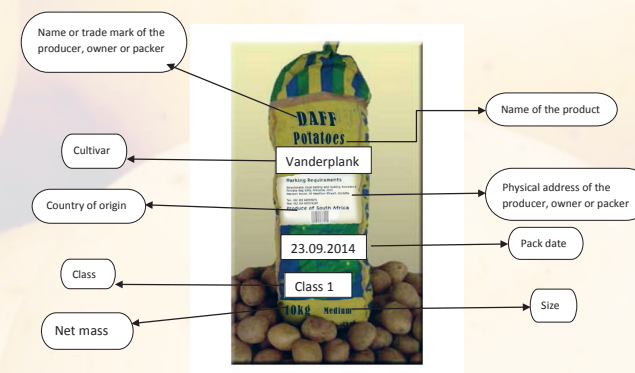 Name or trade mark of the
producer, owner or packer
DAFF
Potatoes
Name of the product
Cultivar
Vanderplank
Marking Requirements
Physical address of the
producer, owner or packer
Country of origin
Produce of South Africa
23.09.2014
Pack date
Class
Class 1
Size
Net mass
10kg Medium